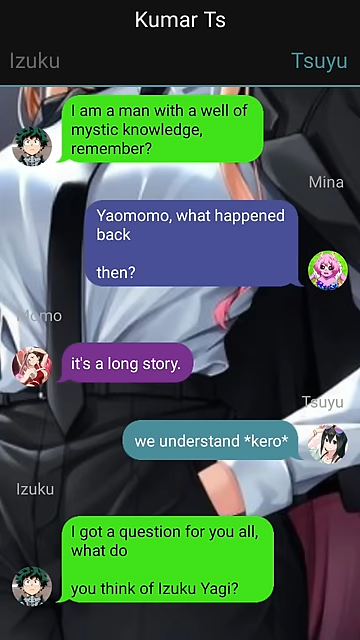 Kumar Ts
Izuku
Tsuyu
I am a man with a well of
mystic knowledge,
remember?
Mina
Yaomomo, what happened
back
then?
Momo
it's a long story.
Tsuyu
we understand *kero*
Izuku
I got a question for you all,
what do
you think of Izuku Yagi?